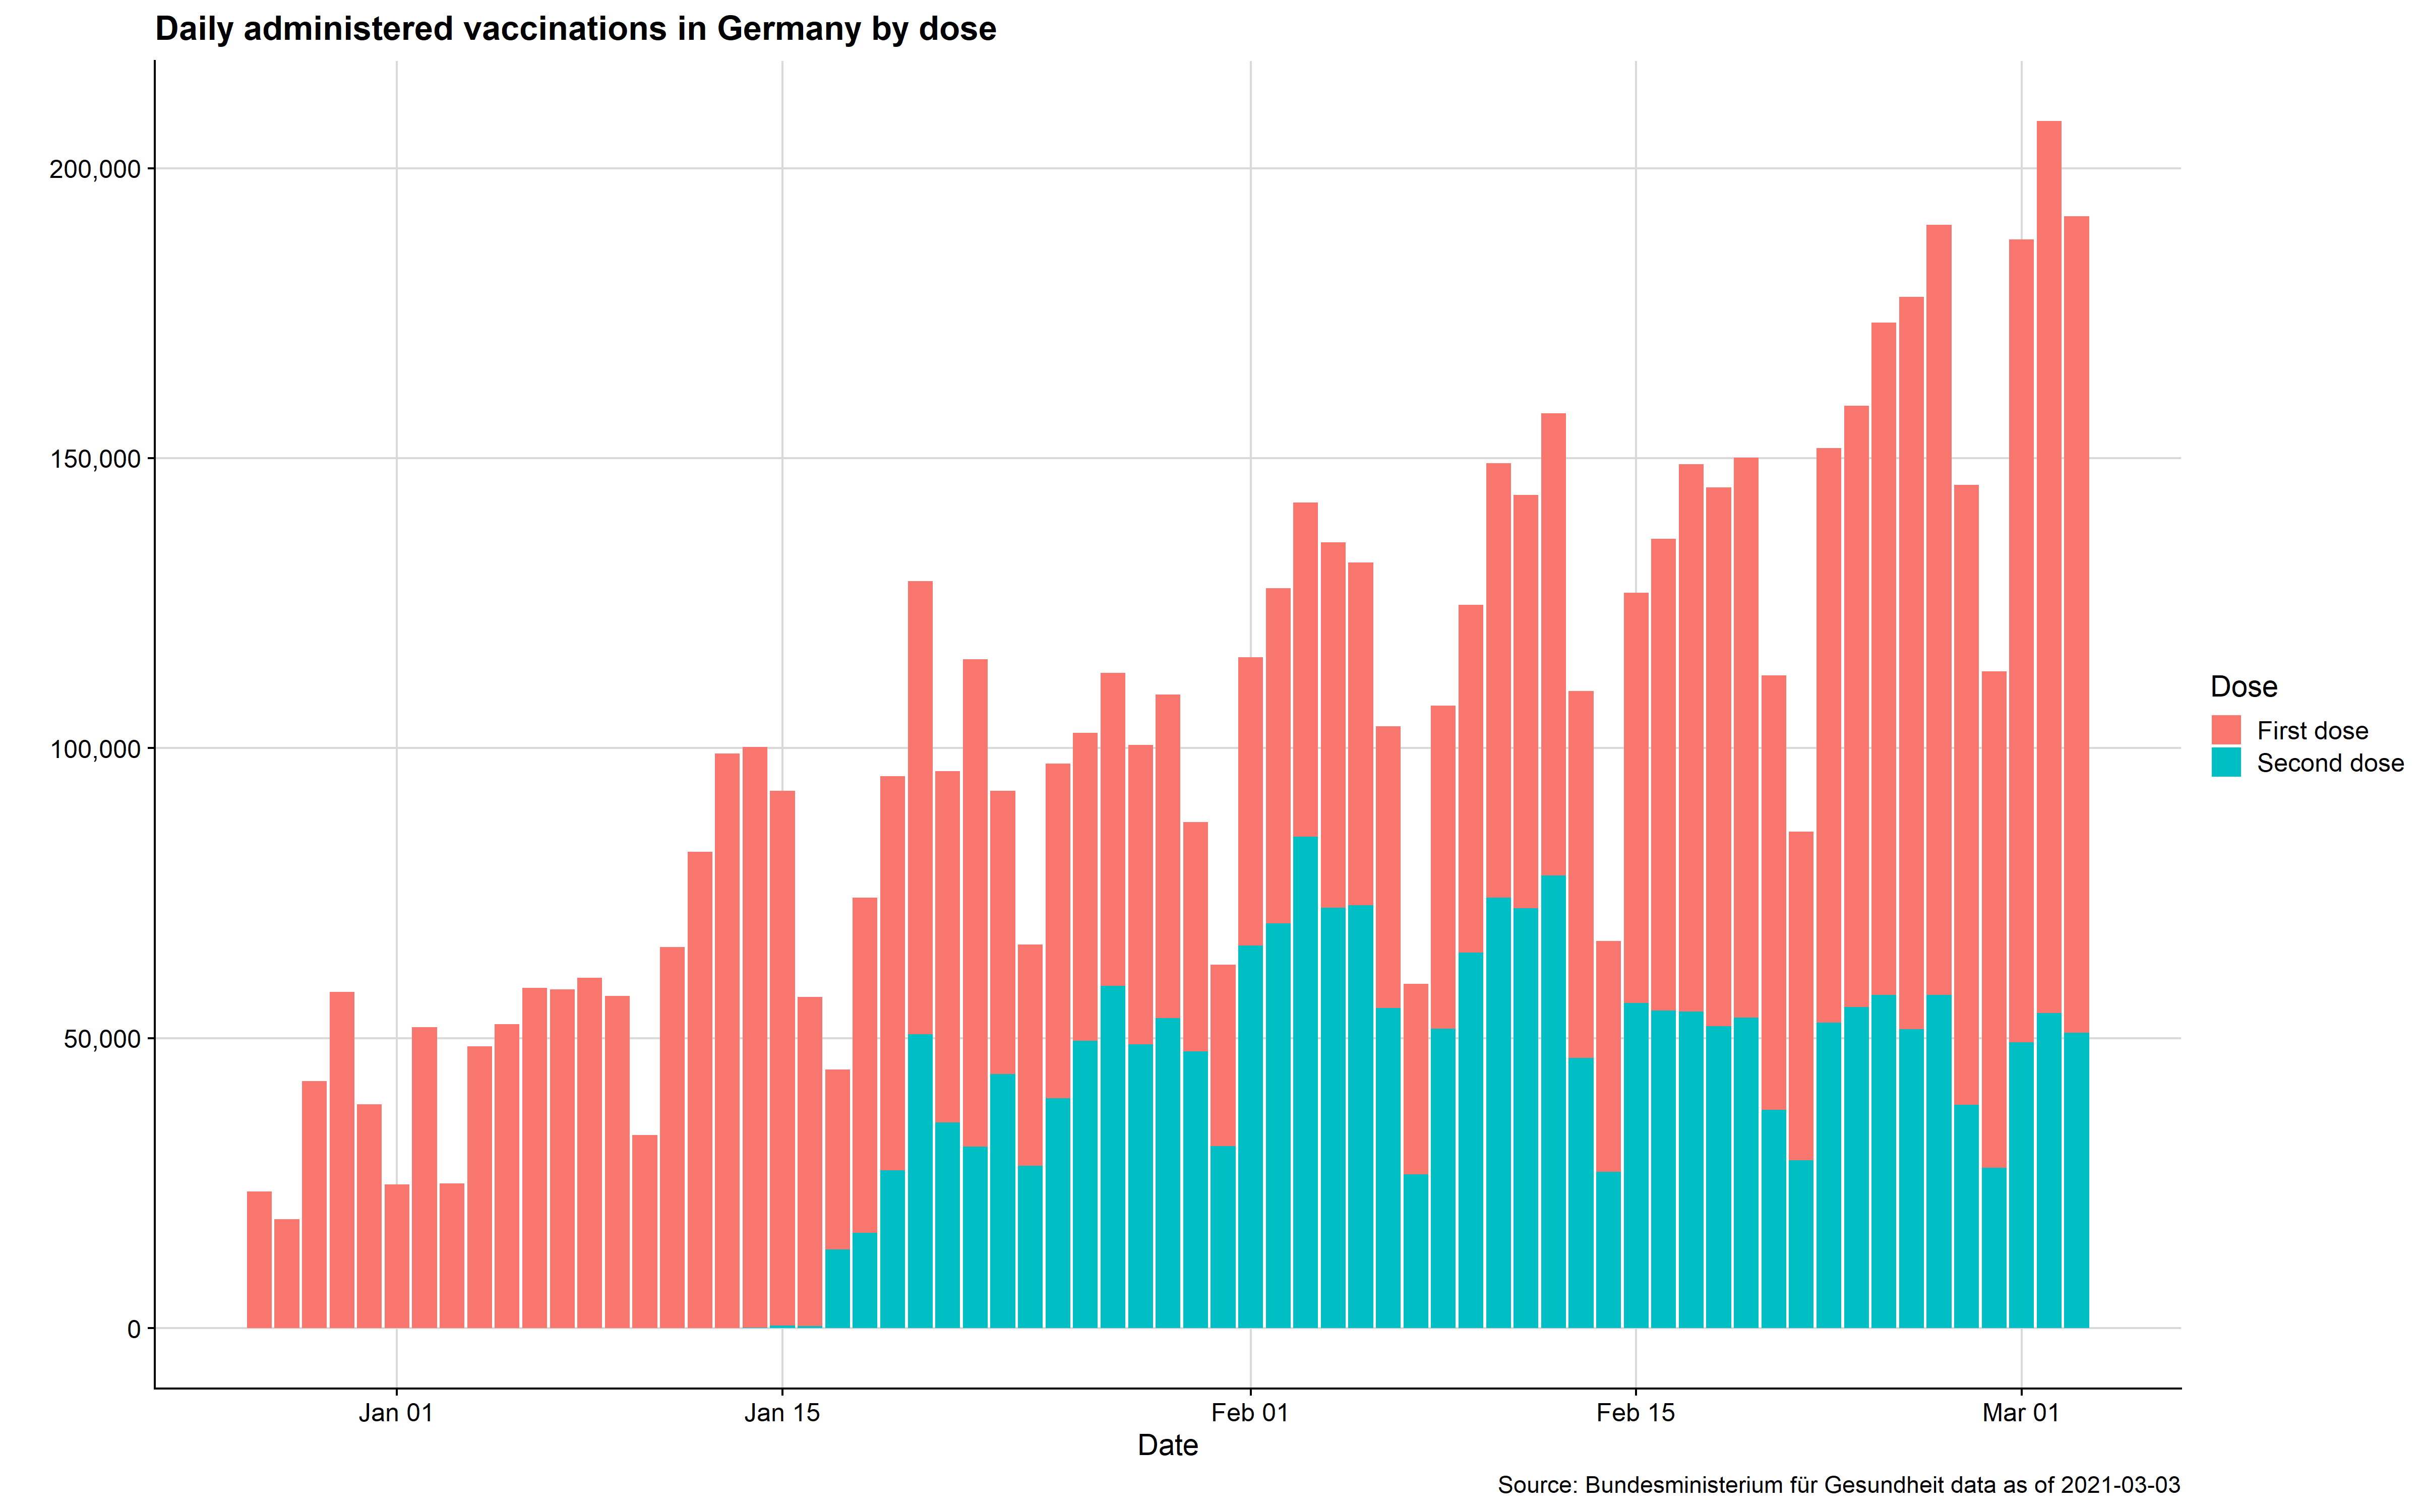 Daily administered vaccinations in Germany by dose
200,000
150,000
100,000
50,000
0
Jan 01
Jan 15
Feb 01
Feb 15
Mar 01
Date
Dose
First dose
Second dose
Source: Bundesministerium für Gesundheit data as of 2021-03-03